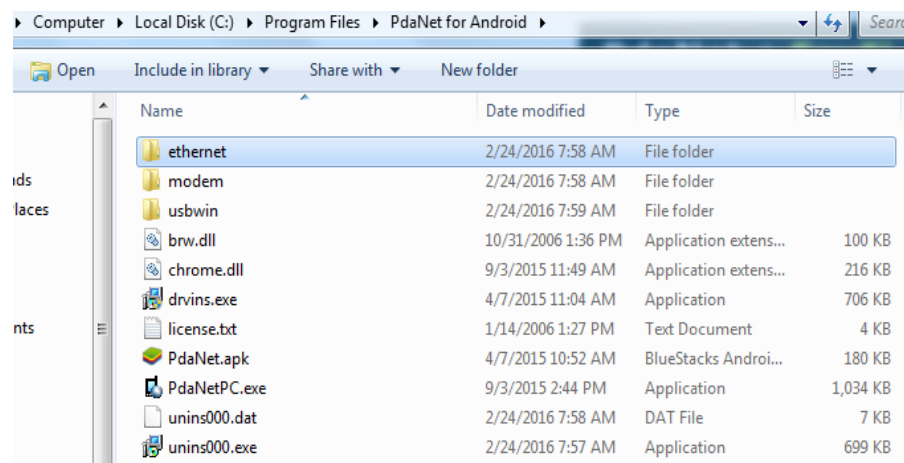 Computer Local Disk (C:) Program Files PdaNet for Android Sear
Open Include in library Share with New folder
Name Date modified Type Size
ethernet 2/24/2016 7:58 AM File folder
modem 2/24/2016 7:58 AM File folder
usbwin 2/24/2016 7:59 AM File folder
brw.dll 10/31/2006 1:36 PM Application extens... 100 KB
chrome.dll 9/3/2015 11:49 AM Application extens... 216 KB
drvins.exe 4/7/2015 11:04 AM Application 706 KB
nts license.txt 1/14/2006 1:27 PM Text Document 4 KB
PdaNet.apk 4/7/2015 10:52 AM BlueStacks Androi... 180 KB
PdaNetPC.exe 9/3/2015 2:44 PM Application 1,034 KB
unins000.dat 2/24/2016 7:58 AM DAT File 7 KB
unins000.exe 2/24/2016 7:57 AM Application 699 KB